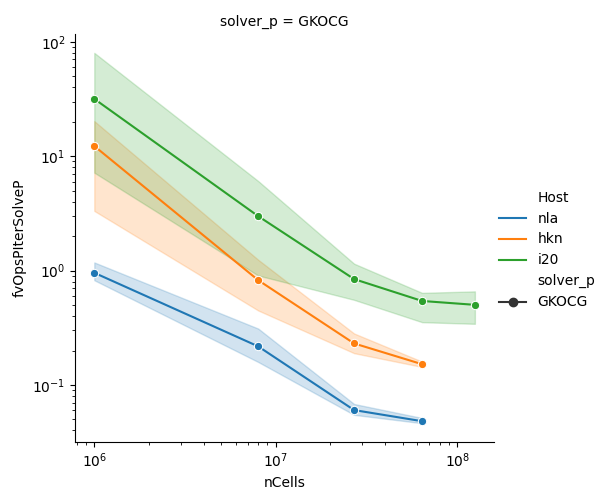 solver_p = GKOCG
10^2
10^1
10^0
10^-1
fvOpsPIterSolveP
10^6
10^7
10^8
nCells
Host
nla
hkn
i20
solver_p
GKOCG